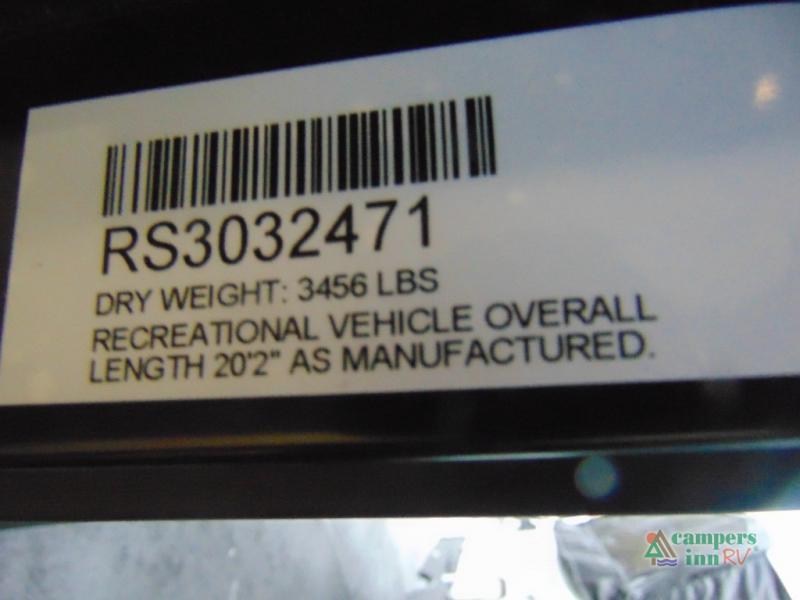 RS3032471
DRY WEIGHT: 3456 LBS
RECREATIONAL VEHICLE OVERALL
LENGTH 20'2" AS MANUFACTURED.
campers
inn RV